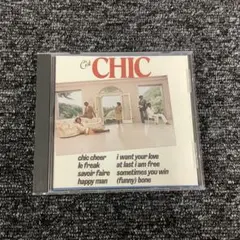 C'est
CHIC
chic cheer
le freak
savoir faire
happy man
i want your love
at last i am free
sometimes you win
(funny) bone